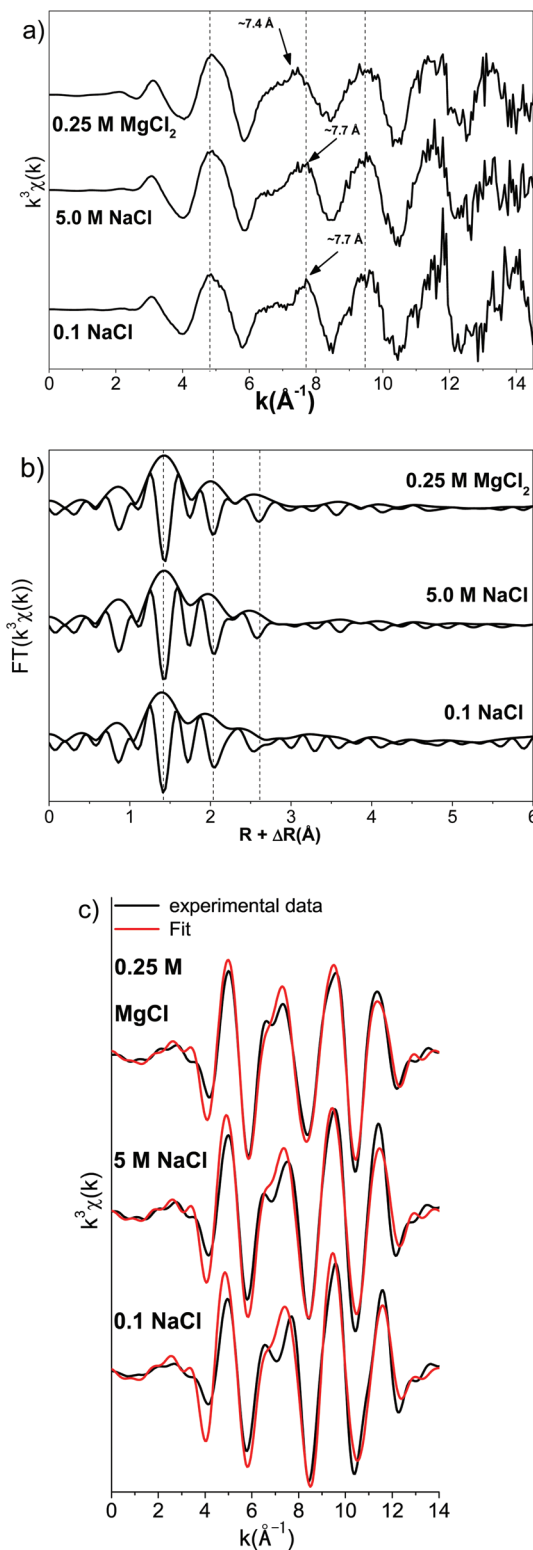 a)
~7.4 Å
0.25 M MgCl₂
~7.7 Å
5.0 M NaCl
~7.7 Å
0.1 NaCl
k³χ(k)
0 2 4 6 8 10 12 14
k(Å⁻¹)
b)
0.25 M MgCl₂
5.0 M NaCl
0.1 NaCl
FT(k³χ(k))
0 1 2 3 4 5 6
R + ΔR(Å)
c)
experimental data
Fit
0.25 M
MgCl
5 M NaCl
0.1 NaCl
k³χ(k)
0 2 4 6 8 10 12 14
k(Å⁻¹)